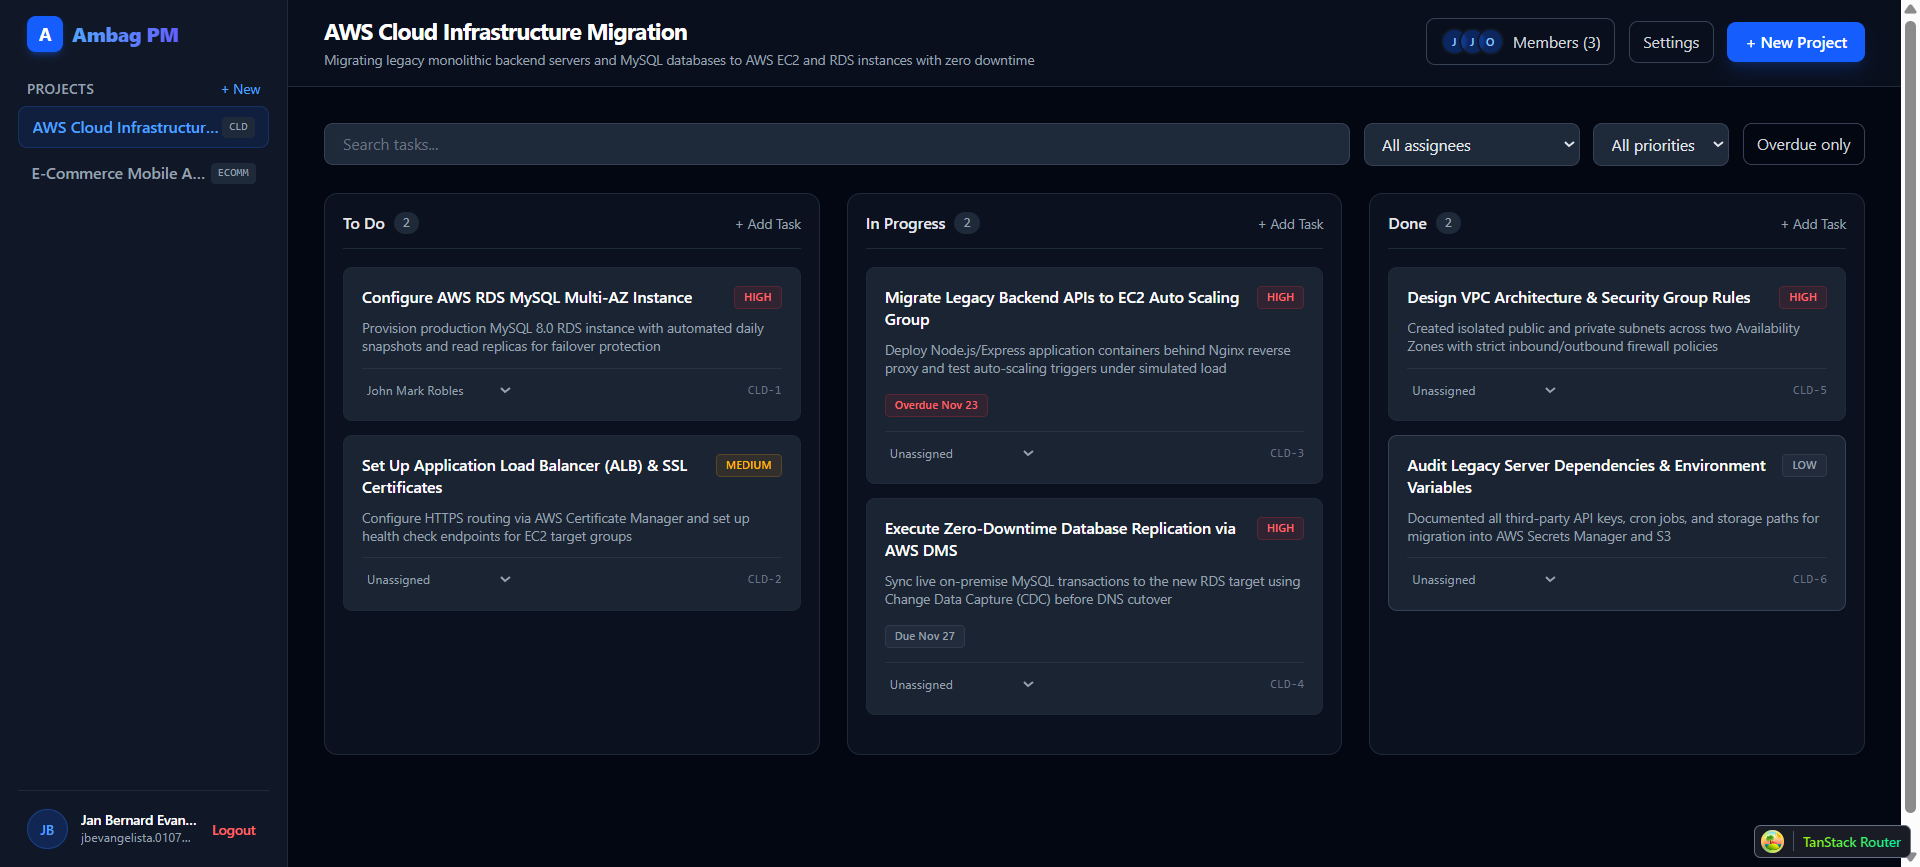 A
Ambag PM
PROJECTS
+ New
AWS Cloud Infrastructur...
CLD
E-Commerce Mobile A...
ECOMM
JB
Jan Bernard Evan...
jbevangelista.0107...
Logout
AWS Cloud Infrastructure Migration
Migrating legacy monolithic backend servers and MySQL databases to AWS EC2 and RDS instances with zero downtime
J
J
O
Members (3)
Settings
+ New Project
Search tasks...
All assignees
All priorities
Overdue only
To Do
2
+ Add Task
Configure AWS RDS MySQL Multi-AZ Instance
HIGH
Provision production MySQL 8.0 RDS instance with automated daily
snapshots and read replicas for failover protection
John Mark Robles
CLD-1
Set Up Application Load Balancer (ALB) & SSL
Certificates
MEDIUM
Configure HTTPS routing via AWS Certificate Manager and set up
health check endpoints for EC2 target groups
Unassigned
CLD-2
In Progress
2
+ Add Task
Migrate Legacy Backend APIs to EC2 Auto Scaling
Group
HIGH
Deploy Node.js/Express application containers behind Nginx reverse
proxy and test auto-scaling triggers under simulated load
Overdue Nov 23
Unassigned
CLD-3
Execute Zero-Downtime Database Replication via
AWS DMS
HIGH
Sync live on-premise MySQL transactions to the new RDS target using
Change Data Capture (CDC) before DNS cutover
Due Nov 27
Unassigned
CLD-4
Done
2
+ Add Task
Design VPC Architecture & Security Group Rules
HIGH
Created isolated public and private subnets across two Availability
Zones with strict inbound/outbound firewall policies
Unassigned
CLD-5
Audit Legacy Server Dependencies & Environment
Variables
LOW
Documented all third-party API keys, cron jobs, and storage paths for
migration into AWS Secrets Manager and S3
Unassigned
CLD-6
TanStack Router